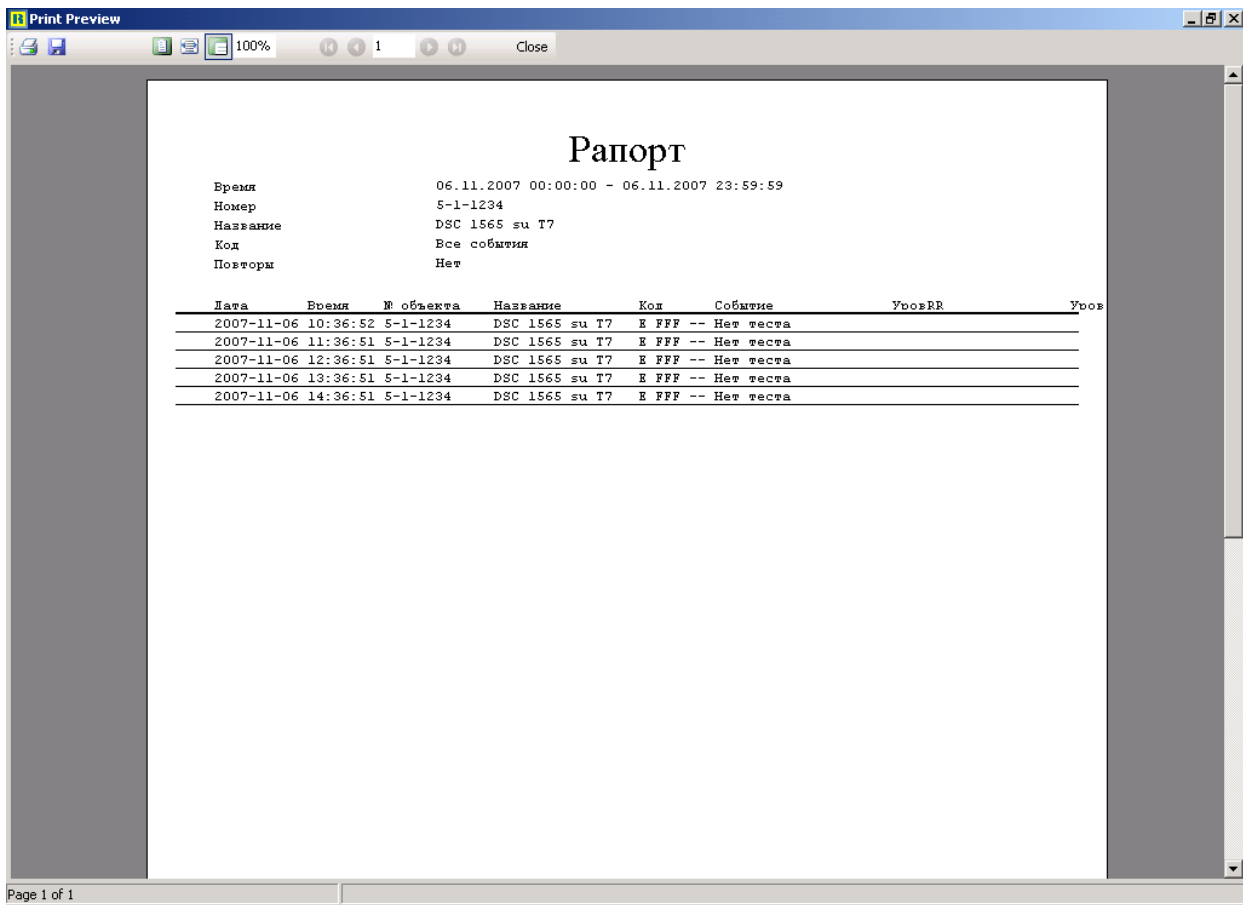 Print Preview
100% 1 Close
Рапорт
Время 06.11.2007 00:00:00 - 06.11.2007 23:59:59
Номер 5-1-1234
Название DSC 1565 su T7
Код Все события
Повторы Нет
Дата Время № объекта Название Код Событие УровRR Уров
2007-11-06 10:36:52 5-1-1234 DSC 1565 su T7 E FFF -- Нет теста
2007-11-06 11:36:51 5-1-1234 DSC 1565 su T7 E FFF -- Нет теста
2007-11-06 12:36:51 5-1-1234 DSC 1565 su T7 E FFF -- Нет теста
2007-11-06 13:36:51 5-1-1234 DSC 1565 su T7 E FFF -- Нет теста
2007-11-06 14:36:51 5-1-1234 DSC 1565 su T7 E FFF -- Нет теста
Page 1 of 1